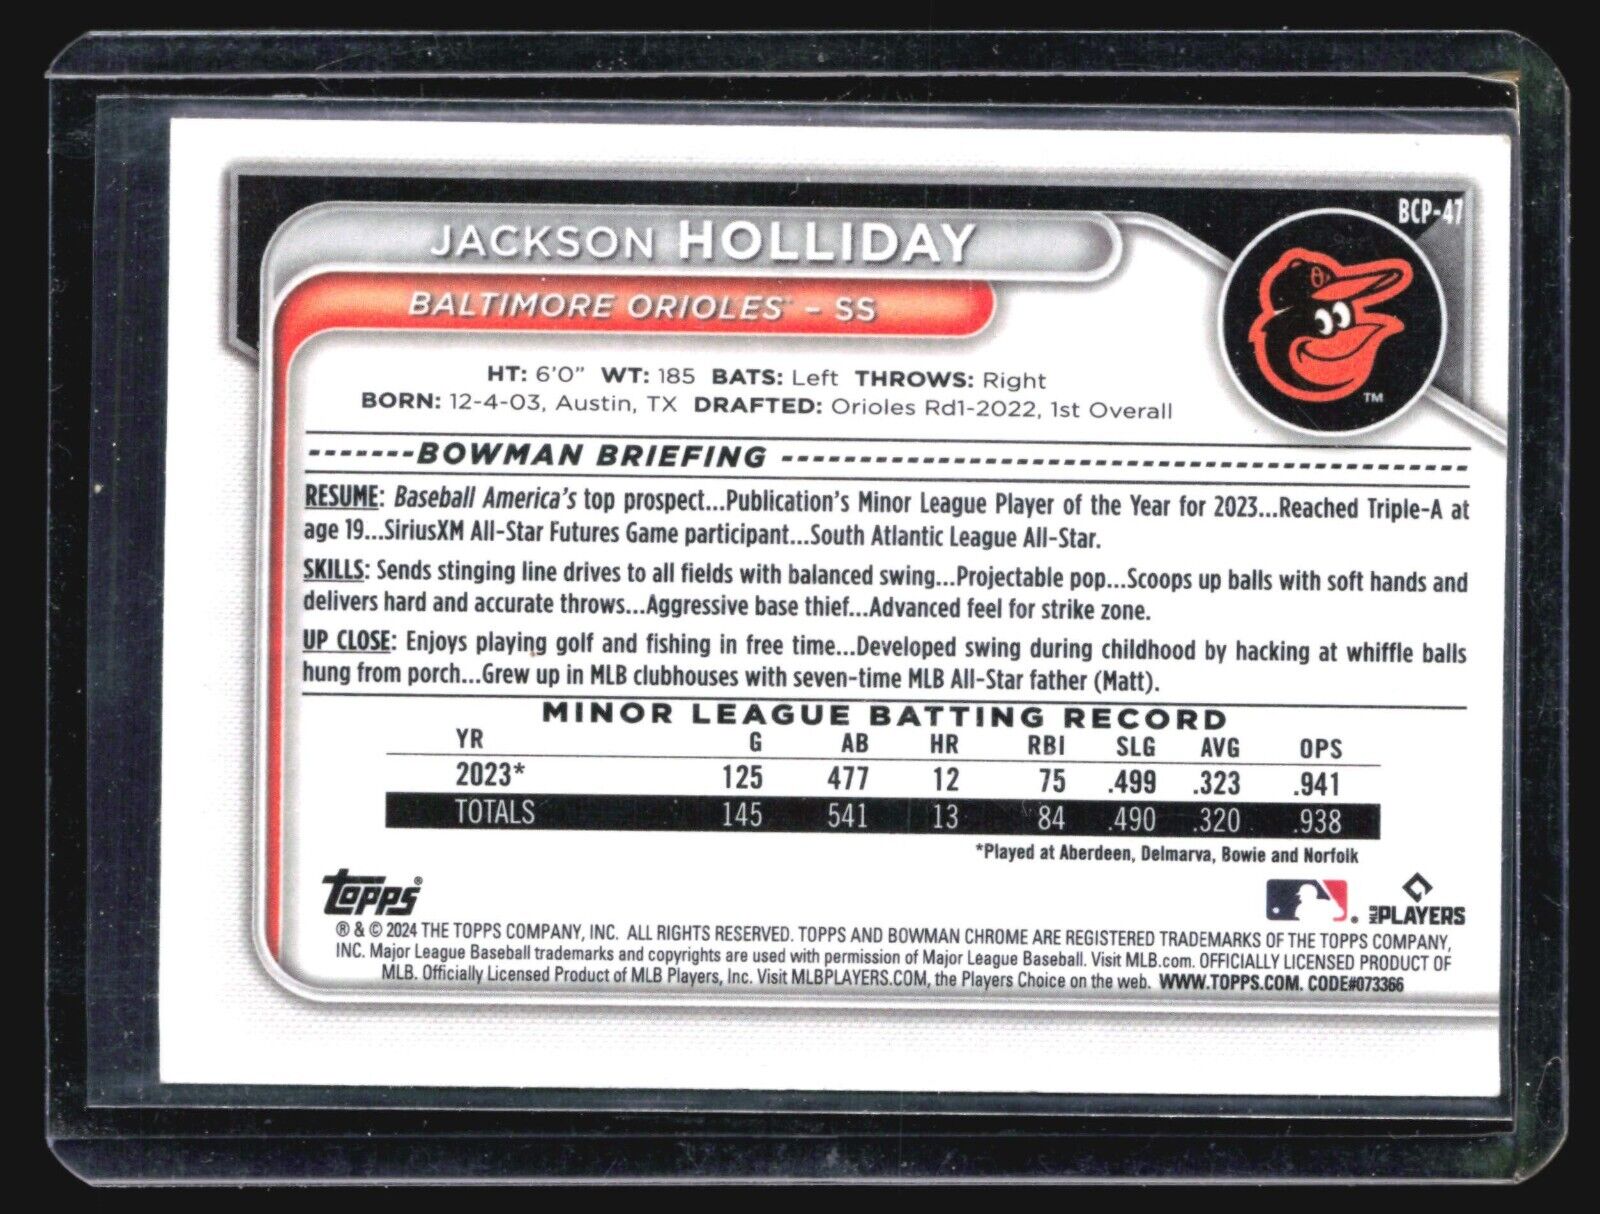 BCP-47
JACKSON HOLLIDAY
BALTIMORE ORIOLES™ - SS
HT: 6'0" WT: 185 BATS: Left THROWS: Right
BORN: 12-4-03, Austin, TX DRAFTED: Orioles Rd1-2022, 1st Overall
TM
-------BOWMAN BRIEFING -------
RESUME: Baseball America's top prospect...Publication's Minor League Player of the Year for 2023...Reached Triple-A at
age 19...SiriusXM All-Star Futures Game participant...South Atlantic League All-Star.
SKILLS: Sends stinging line drives to all fields with balanced swing...Projectable pop...Scoops up balls with soft hands and
delivers hard and accurate throws...Aggressive base thief...Advanced feel for strike zone.
UP CLOSE: Enjoys playing golf and fishing in free time...Developed swing during childhood by hacking at whiffle balls
hung from porch...Grew up in MLB clubhouses with seven-time MLB All-Star father (Matt).
MINOR LEAGUE BATTING RECORD
YR G AB HR RBI SLG AVG OPS
2023* 125 477 12 75 .499 .323 .941
TOTALS 145 541 13 84 .490 .320 .938
*Played at Aberdeen, Delmarva, Bowie and Norfolk
Topps®
®
MLB PLAYERS
® & © 2024 THE TOPPS COMPANY, INC. ALL RIGHTS RESERVED. TOPPS AND BOWMAN CHROME ARE REGISTERED TRADEMARKS OF THE TOPPS COMPANY,
INC. Major League Baseball trademarks and copyrights are used with permission of Major League Baseball. Visit MLB.com. OFFICIALLY LICENSED PRODUCT OF
MLB. Officially Licensed Product of MLB Players, Inc. Visit MLBPLAYERS.COM, the Players Choice on the web. WWW.TOPPS.COM. CODE#073366